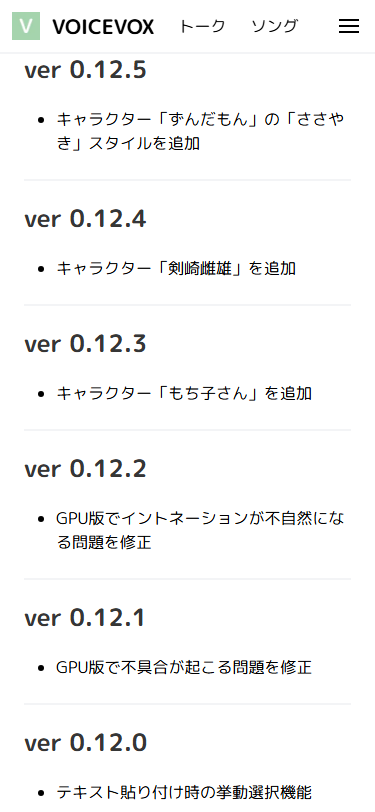 V VOICEVOX トーク ソング
ver 0.12.5
キャラクター「ずんだもん」の「ささや
き」スタイルを追加
ver 0.12.4
キャラクター「剣崎雌雄」を追加
ver 0.12.3
キャラクター「もち子さん」を追加
ver 0.12.2
GPU版でイントネーションが不自然にな
る問題を修正
ver 0.12.1
GPU版で不具合が起こる問題を修正
ver 0.12.0
テキスト貼り付け時の挙動選択機能